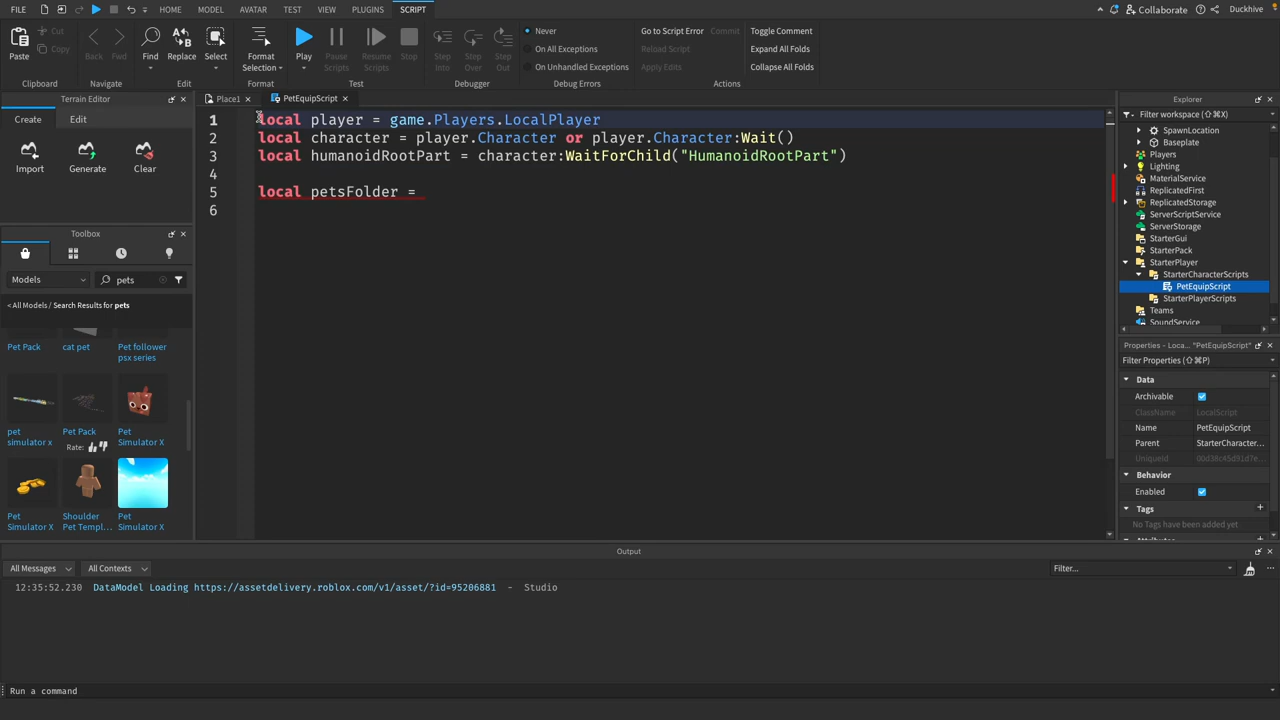 FILE HOME MODEL AVATAR TEST VIEW PLUGINS SCRIPT Collaborate Duckhive
Paste Cut Copy Clipboard
Back Fwd Navigate
Find Replace Select Edit
Format Selection Format
Play Pause Scripts Resume Scripts Stop Test
Step Into Step Over Step Out Debugger
Never
On All Exceptions
On Unhandled Exceptions
Debug Errors
Go to Script Error Toggle Comment
Reload Script Expand All Folds
Apply Edits Collapse All Folds
Actions
Terrain Editor
Create Edit
Import Generate Clear
Toolbox
Models pets
< All Models / Search Results for pets
Pet Pack cat pet Pet follower psx series
pet simulator x Pet Pack Rate: Pet Simulator X
Pet Simulator X Shoulder Pet Templ... Pet Simulator X
Place1 PetEquipScript
1 local player = game.Players.LocalPlayer
2 local character = player.Character or player.Character:Wait()
3 local humanoidRootPart = character:WaitForChild("HumanoidRootPart")
4
5 local petsFolder =
6
Explorer
Filter workspace (⇧⌘X)
SpawnLocation
Baseplate
Players
Lighting
MaterialService
ReplicatedFirst
ReplicatedStorage
ServerScriptService
ServerStorage
StarterGui
StarterPack
StarterPlayer
StarterCharacterScripts
PetEquipScript
StarterPlayerScripts
Teams
SoundService
Properties - Loca... "PetEquipScript"
Filter Properties (⇧⌘P)
Data
Archivable
ClassName LocalScript
Name PetEquipScript
Parent StarterCharacter...
UniqueId
Behavior
Enabled
Tags
No Tags have been added yet
Output
All Messages All Contexts Filter...
12:35:52.230 DataModel Loading https://assetdelivery.roblox.com/v1/asset/?id=95206881 - Studio
Run a command